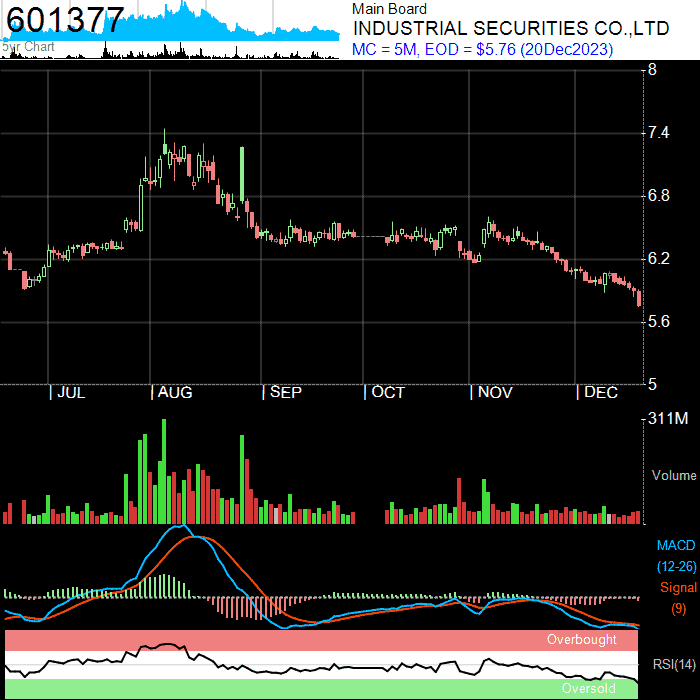 601377
5yr Chart
Main Board
INDUSTRIAL SECURITIES CO.,LTD
MC = 5M, EOD = $5.76 (20Dec2023)
8
7.4
6.8
6.2
5.6
5
JUL
AUG
SEP
OCT
NOV
DEC
311M
Volume
MACD
(12-26)
Signal
(9)
Overbought
RSI(14)
Oversold